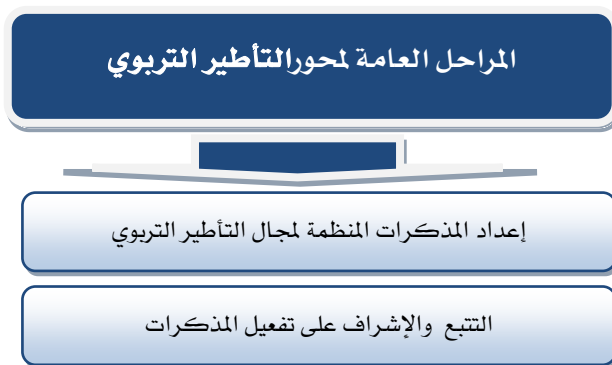 المراحل العامة لمحورالتأطير التربوي
إعداد المذكرات المنظمة لمجال التأطير التربوي
التتبع والإشراف على تفعيل المذكرات